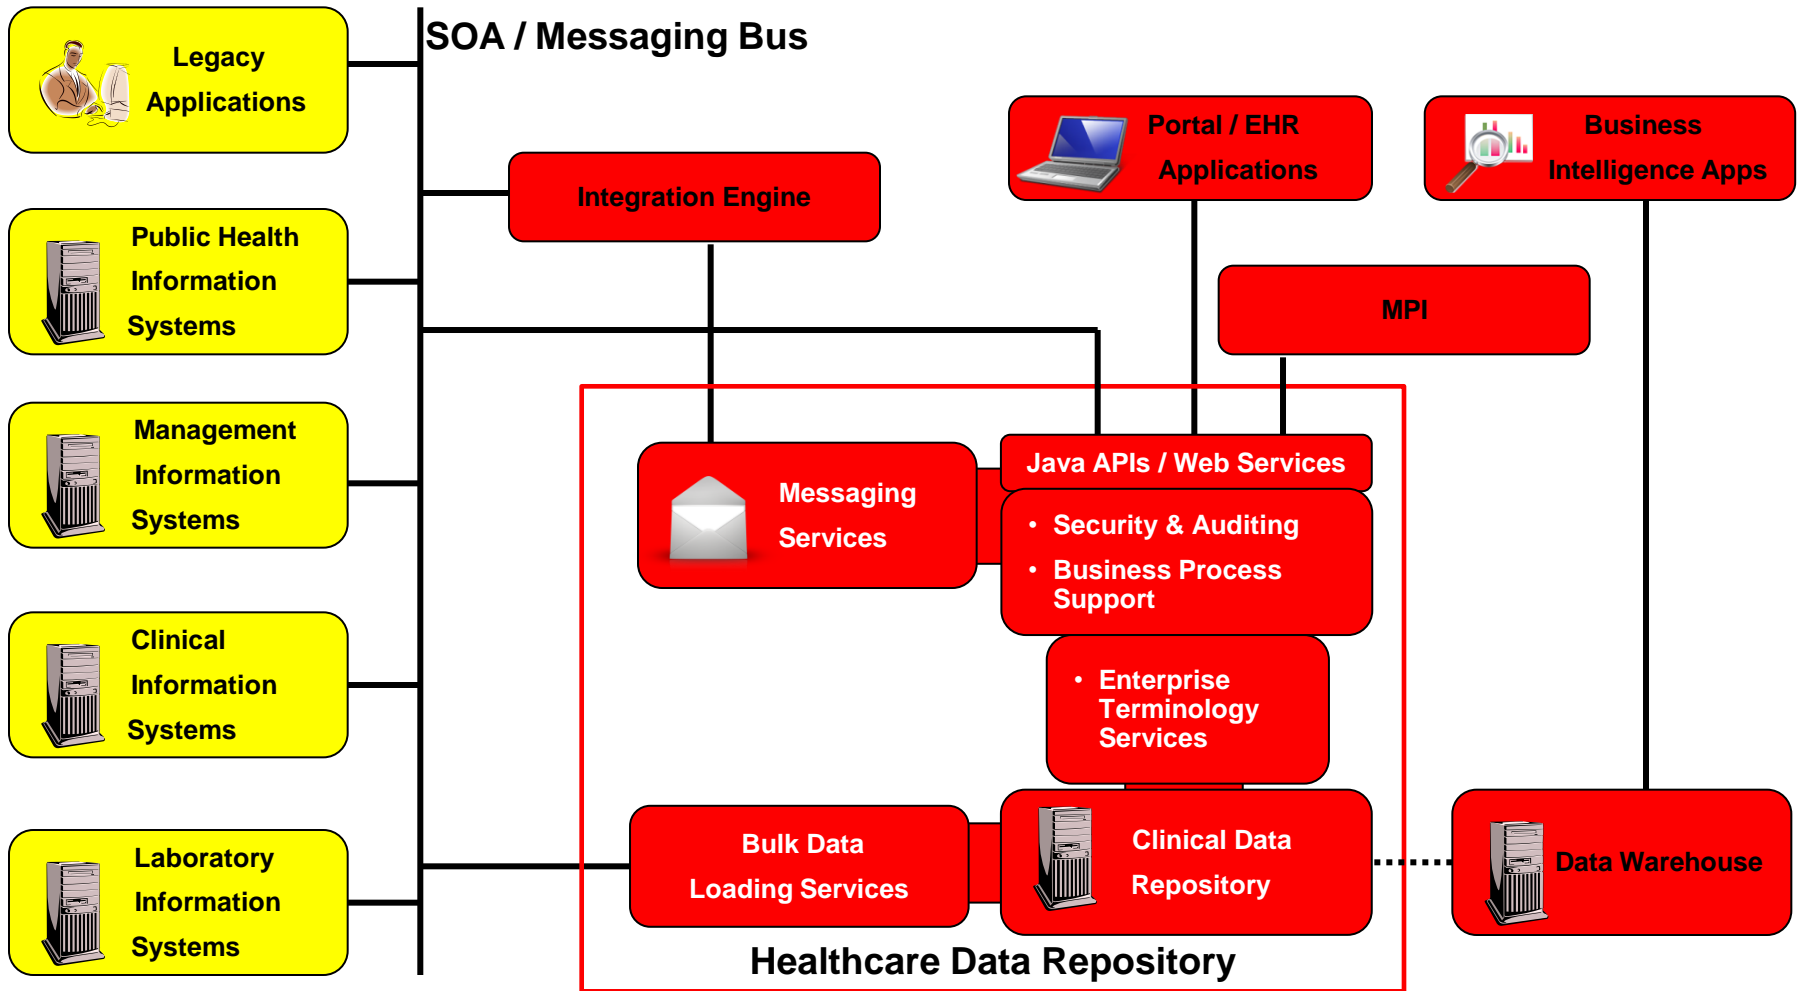 SOA / Messaging Bus
Legacy
Applications
Public Health
Information
Systems
Management
Information
Systems
Clinical
Information
Systems
Laboratory
Information
Systems
Integration Engine
Portal / EHR
Applications
Business
Intelligence Apps
MPI
Messaging
Services
Java APIs / Web Services
• Security & Auditing
• Business Process
Support
• Enterprise
Terminology
Services
Bulk Data
Loading Services
Clinical Data
Repository
Data Warehouse
Healthcare Data Repository